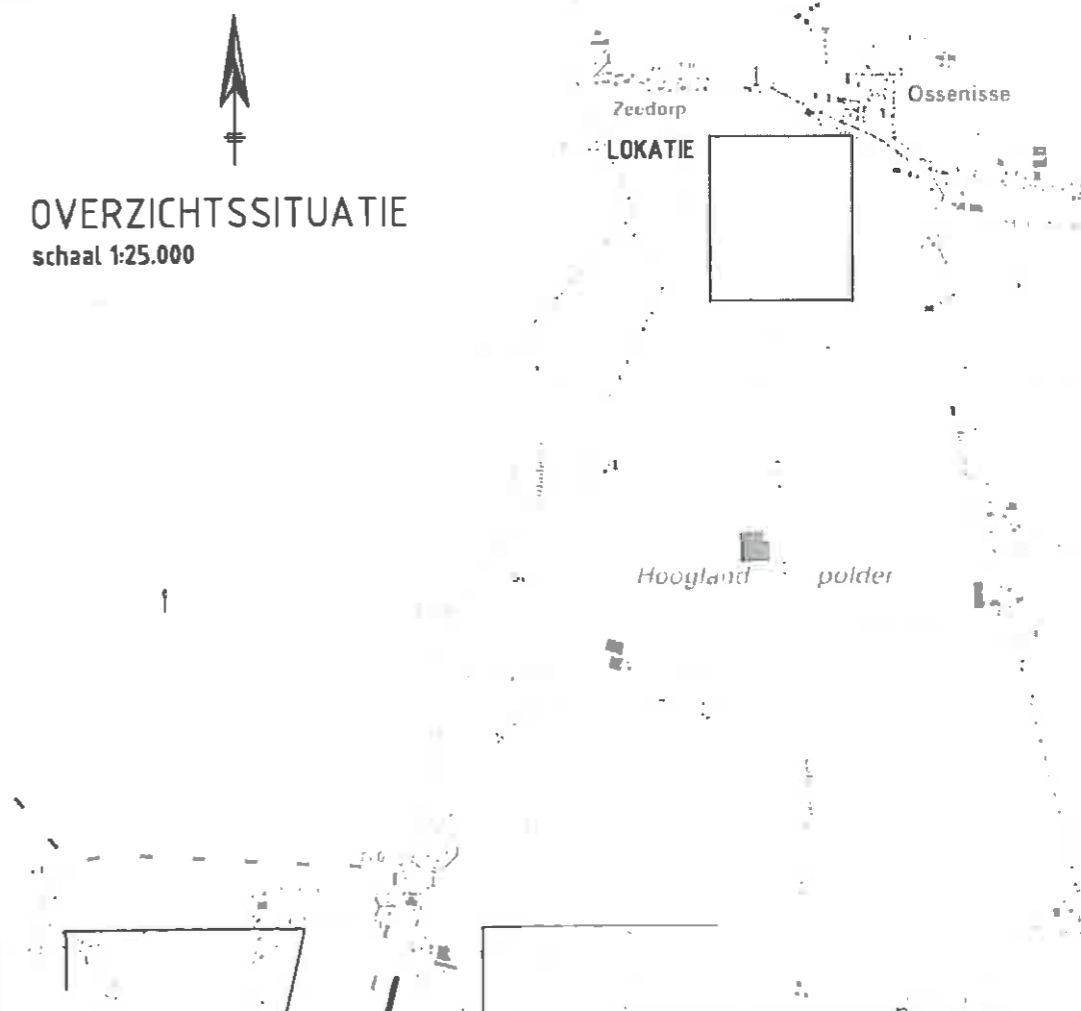 Zeedorp
Ossenisse
LOKATIE
OVERZICHTSSITUATIE
schaal 1:25.000
Hoogland polder